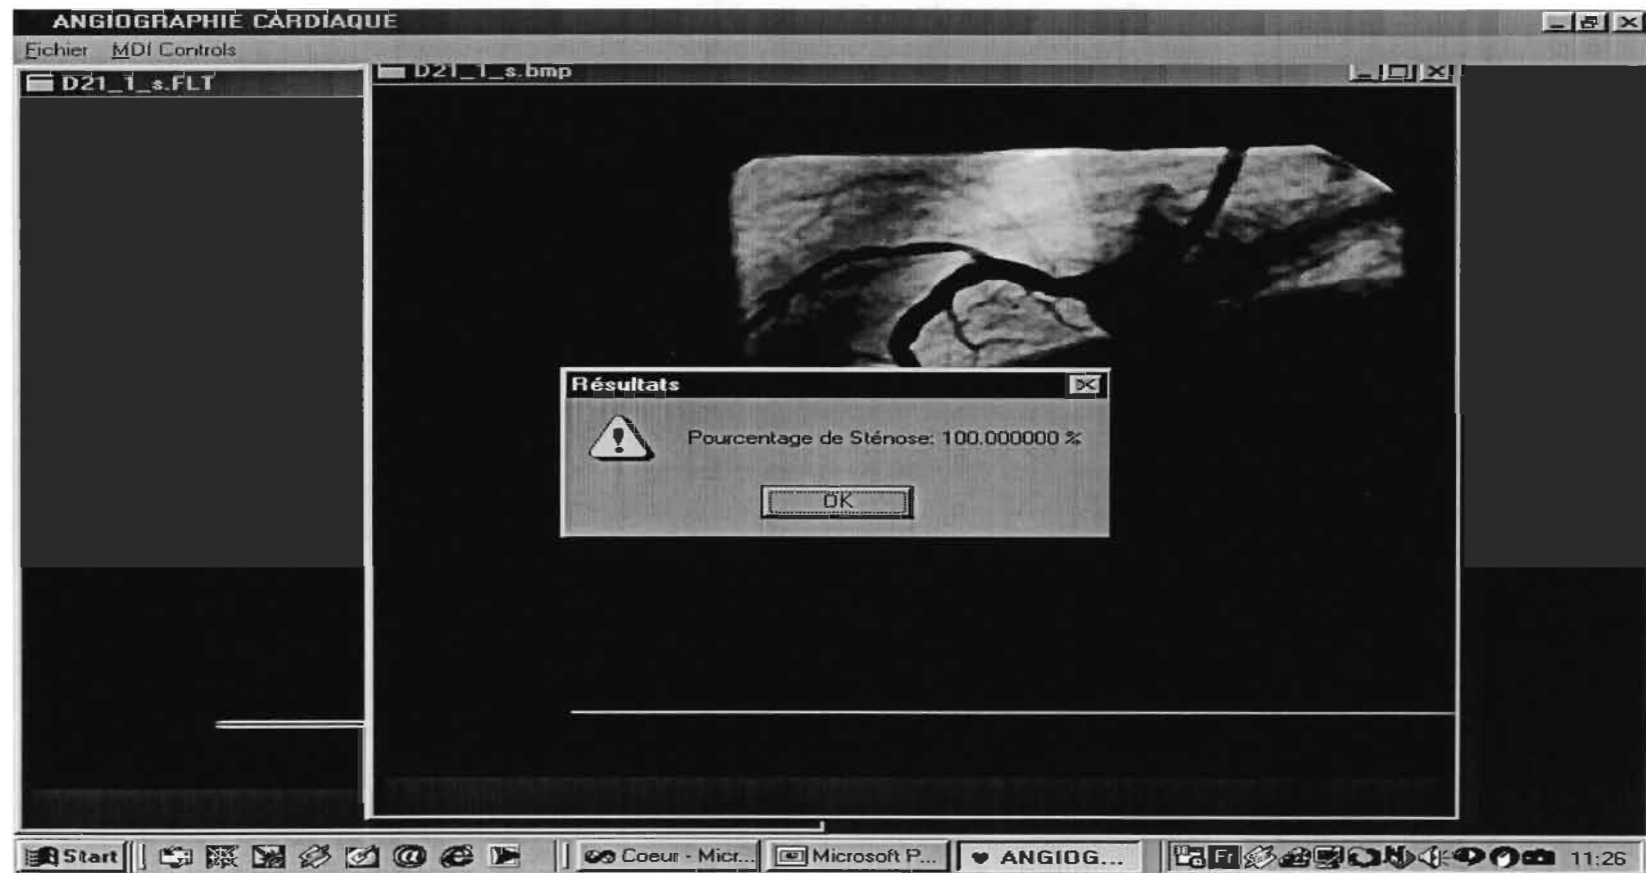 ANGIOGRAPHIE CARDIAQUE
Fichier MDI Controls
D21_1_s.FLT
D21_1_s.bmp
Résultats
Pourcentage de Sténose: 100.000000 %
OK
Start
Coeur - Micr...
Microsoft P...
ANGIOG...
Fr
11:26